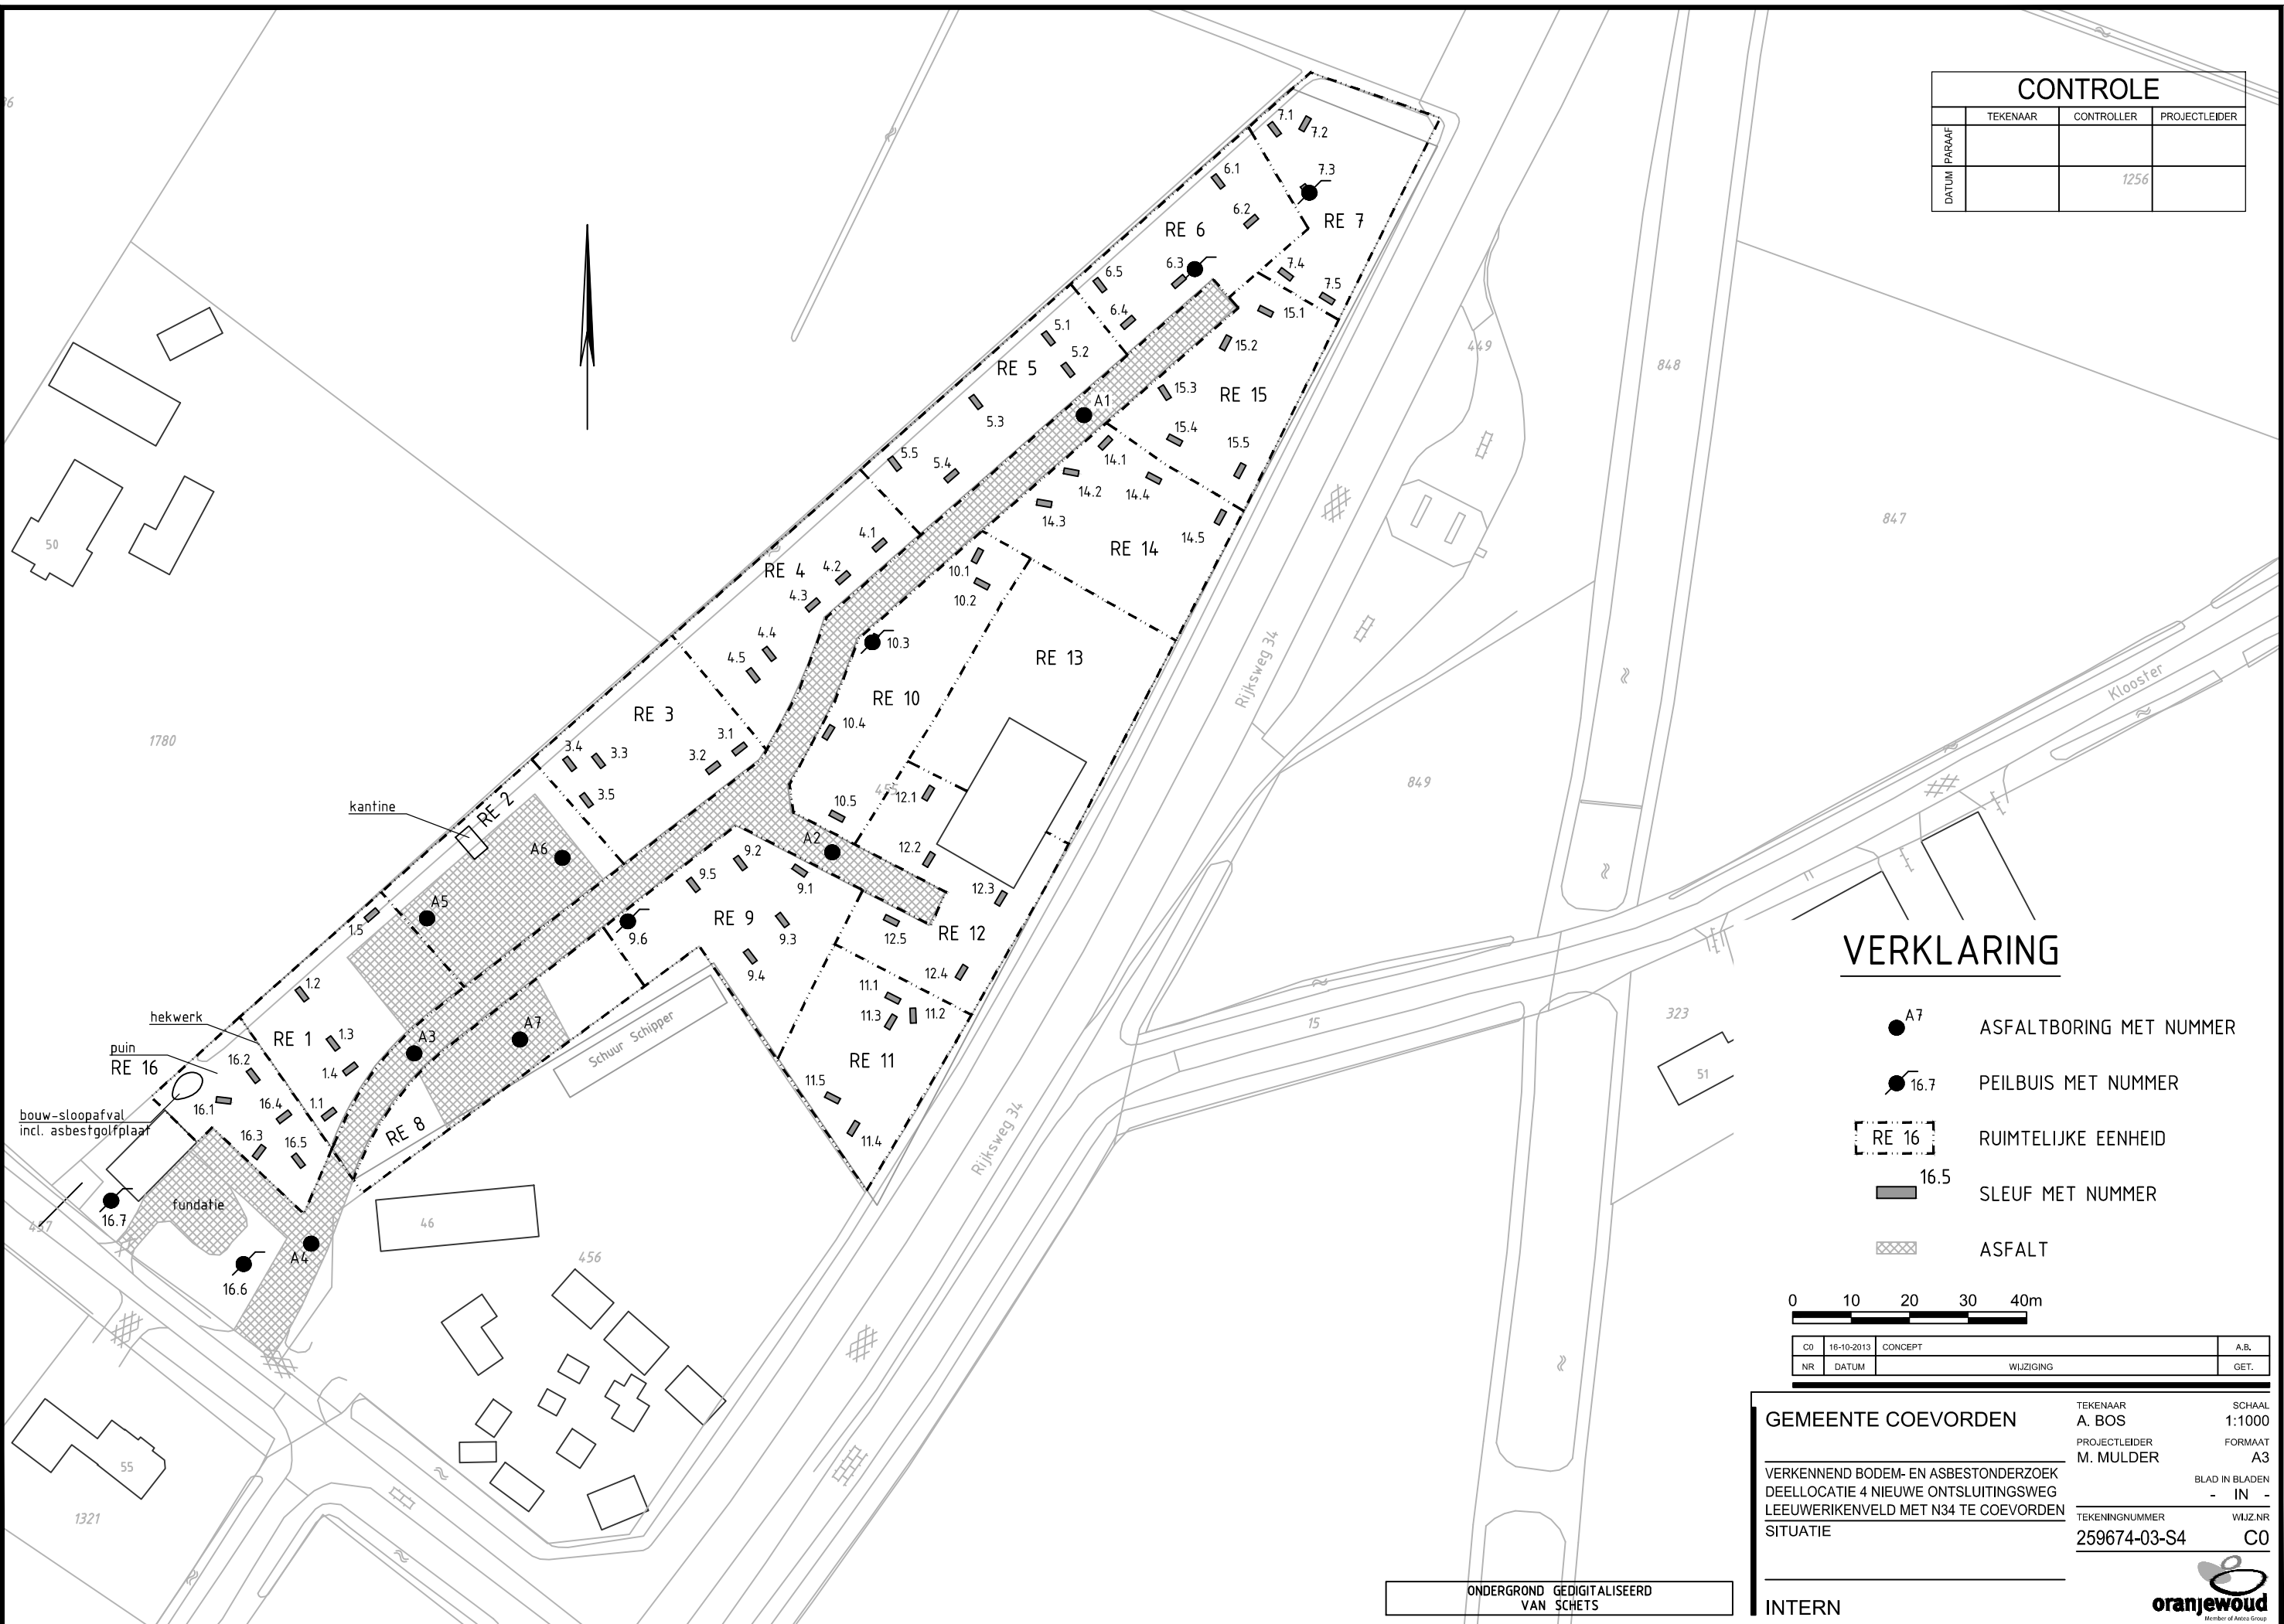 CONTROLE
TEKENAAR CONTROLLER PROJECTLEIDER
PARAAF
DATUM
1256
7.1
7.2
7.3
6.1
6.2
RE 7
RE 6
6.3
7.4
7.5
6.5
6.4
15.1
15.2
5.1
5.2
RE 5
15.3
RE 15
A1
5.3
15.4
15.5
14.1
5.5
5.4
14.2
14.4
14.3
14.5
RE 14
4.1
4.2
RE 4
4.3
10.1
10.2
4.4
4.5
10.3
RE 13
RE 10
RE 3
10.4
3.1
3.2
3.4
3.3
3.5
10.5
12.1
12.2
12.3
kantine
RE 2
A6
A5
A2
9.2
9.1
9.5
RE 9
9.3
9.4
9.6
12.5
RE 12
12.4
1.5
1.2
11.1
11.2
11.3
RE 11
11.5
11.4
hekwerk
puin
RE 16
RE 1
1.3
1.4
1.1
A3
A7
RE 8
Schuur Schipper
16.2
16.1
16.4
16.3
16.5
bouw-sloopafval
incl. asbestgolfplaat
fundatie
16.7
16.6
A4
50
1780
46
456
55
1321
449
848
847
849
15
323
51
Rijksweg 34
Rijksweg 34
Klooster
VERKLARING
A7 ASFALTBORING MET NUMMER
16.7 PEILBUIS MET NUMMER
RE 16 RUIMTELIJKE EENHEID
16.5 SLEUF MET NUMMER
ASFALT
0 10 20 30 40m
C0 16-10-2013 CONCEPT A.B.
NR DATUM WIJZIGING GET.
GEMEENTE COEVORDEN
TEKENAAR
A. BOS
SCHAAL
1:1000
PROJECTLEIDER
M. MULDER
FORMAAT
A3
VERKENNEND BODEM- EN ASBESTONDERZOEK
DEELLOCATIE 4 NIEUWE ONTSLUITINGSWEG
LEEUWERIKENVELD MET N34 TE COEVORDEN
BLAD IN BLADEN
- IN -
SITUATIE
TEKENINGNUMMER
259674-03-S4
WIJZ.NR
C0
INTERN
oranjewoud
Member of Antea Group
ONDERGROND GEDIGITALISEERD
VAN SCHETS